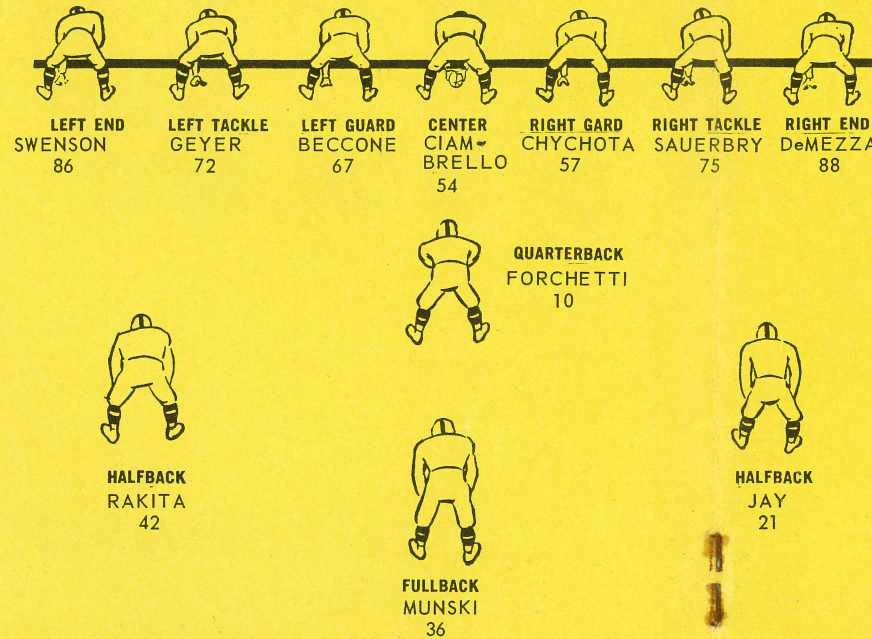 LEFT END
SWENSON
86
LEFT TACKLE
GEYER
72
LEFT GUARD
BECCONE
67
CENTER
CIAM-
BRELLO
54
RIGHT GARD
CHYCHOTA
57
RIGHT TACKLE
SAUERBRY
75
RIGHT END
DeMEZZA
88
QUARTERBACK
FORCHETTI
10
HALFBACK
RAKITA
42
HALFBACK
JAY
21
FULLBACK
MUNSKI
36